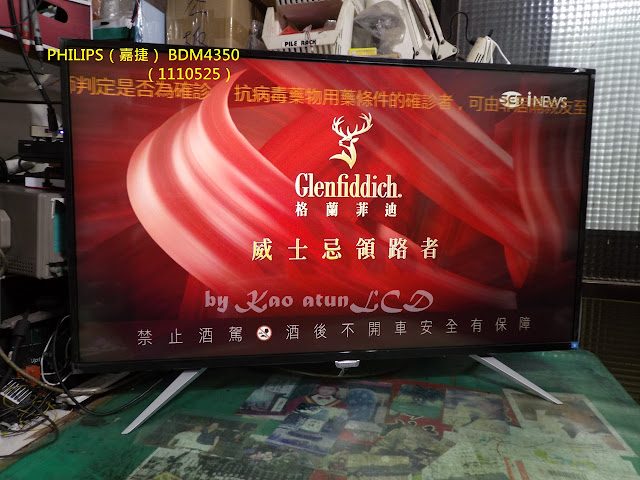 PILE RACK
PHILIPS（嘉捷） BDM4350
（1110525）
判定是否為確診、抗病毒藥物用藥條件的確診者，可由
iNEWS
Glenfiddich.
格蘭菲迪
威士忌領路者
by Kao atunLCD
禁止酒駕 酒後不開車安全有保障